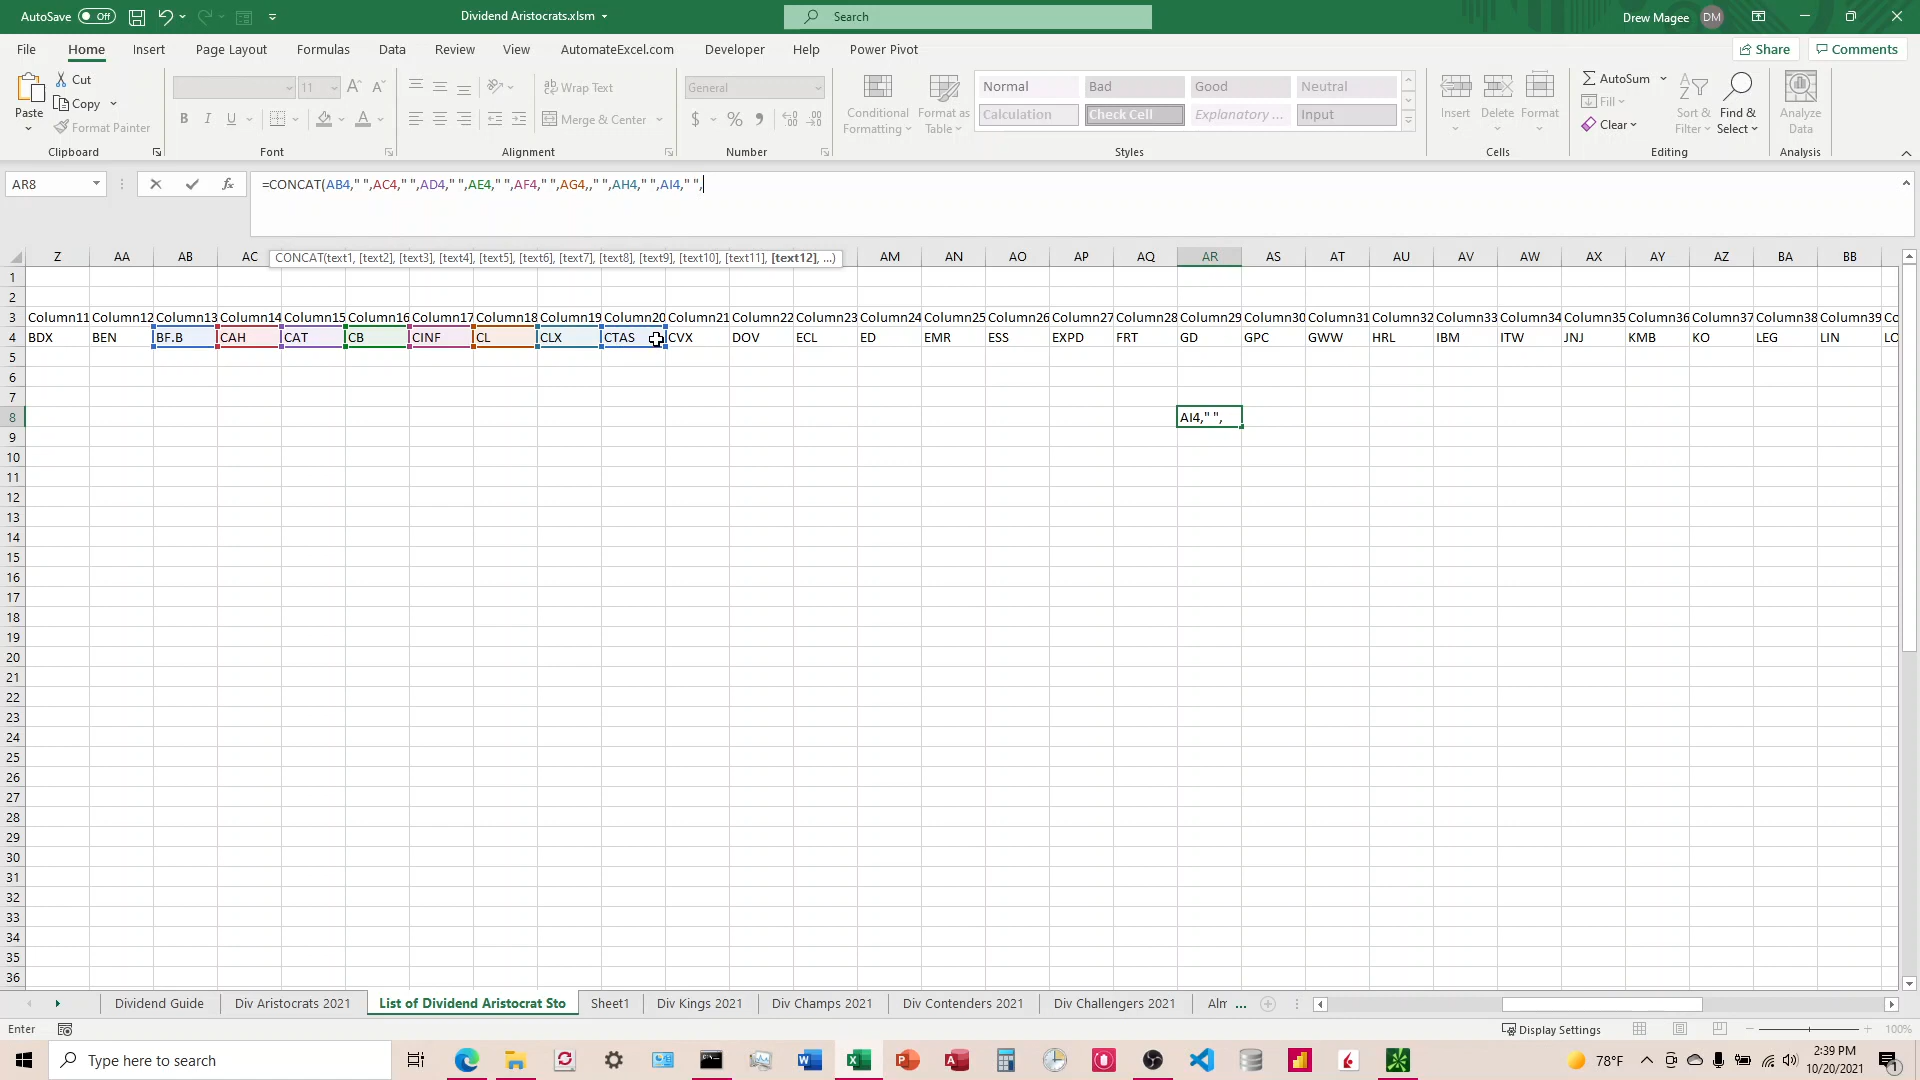 AutoSave Off
Dividend Aristocrats.xlsm
Search
Drew Magee DM
File Home Insert Page Layout Formulas Data Review View AutomateExcel.com Developer Help Power Pivot
Share Comments
Paste
Cut
Copy
Format Painter
Clipboard
11
Font
Wrap Text
Merge & Center
Alignment
General
Number
Conditional Formatting
Format as Table
Normal Bad Good Neutral
Calculation Check Cell Explanatory ... Input
Styles
Insert Delete Format
Cells
AutoSum
Fill
Clear
Sort & Filter
Find & Select
Editing
Analyze Data
Analysis
AR8
=CONCAT(AB4," ",AC4," ",AD4," ",AE4," ",AF4," ",AG4,," ",AH4," ",AI4," ",
CONCAT(text1, [text2], [text3], [text4], [text5], [text6], [text7], [text8], [text9], [text10], [text11], [text12], ...)
Z AA AB AC AM AN AO AP AQ AR AS AT AU AV AW AX AY AZ BA BB
1
2
3 Column11 Column12 Column13 Column14 Column15 Column16 Column17 Column18 Column19 Column20 Column21 Column22 Column23 Column24 Column25 Column26 Column27 Column28 Column29 Column30 Column31 Column32 Column33 Column34 Column35 Column36 Column37 Column38 Column39 Co
4 BDX BEN BF.B CAH CAT CB CINF CL CLX CTAS CVX DOV ECL ED EMR ESS EXPD FRT GD GPC GWW HRL IBM ITW JNJ KMB KO LEG LIN LO
5
6
7
8 AI4," ",
9
10
11
12
13
14
15
16
17
18
19
20
21
22
23
24
25
26
27
28
29
30
31
32
33
34
35
36
Dividend Guide Div Aristocrats 2021 List of Dividend Aristocrat Sto Sheet1 Div Kings 2021 Div Champs 2021 Div Contenders 2021 Div Challengers 2021 Alm ...
Enter
Display Settings
100%
Type here to search
78°F
2:39 PM
10/20/2021
1